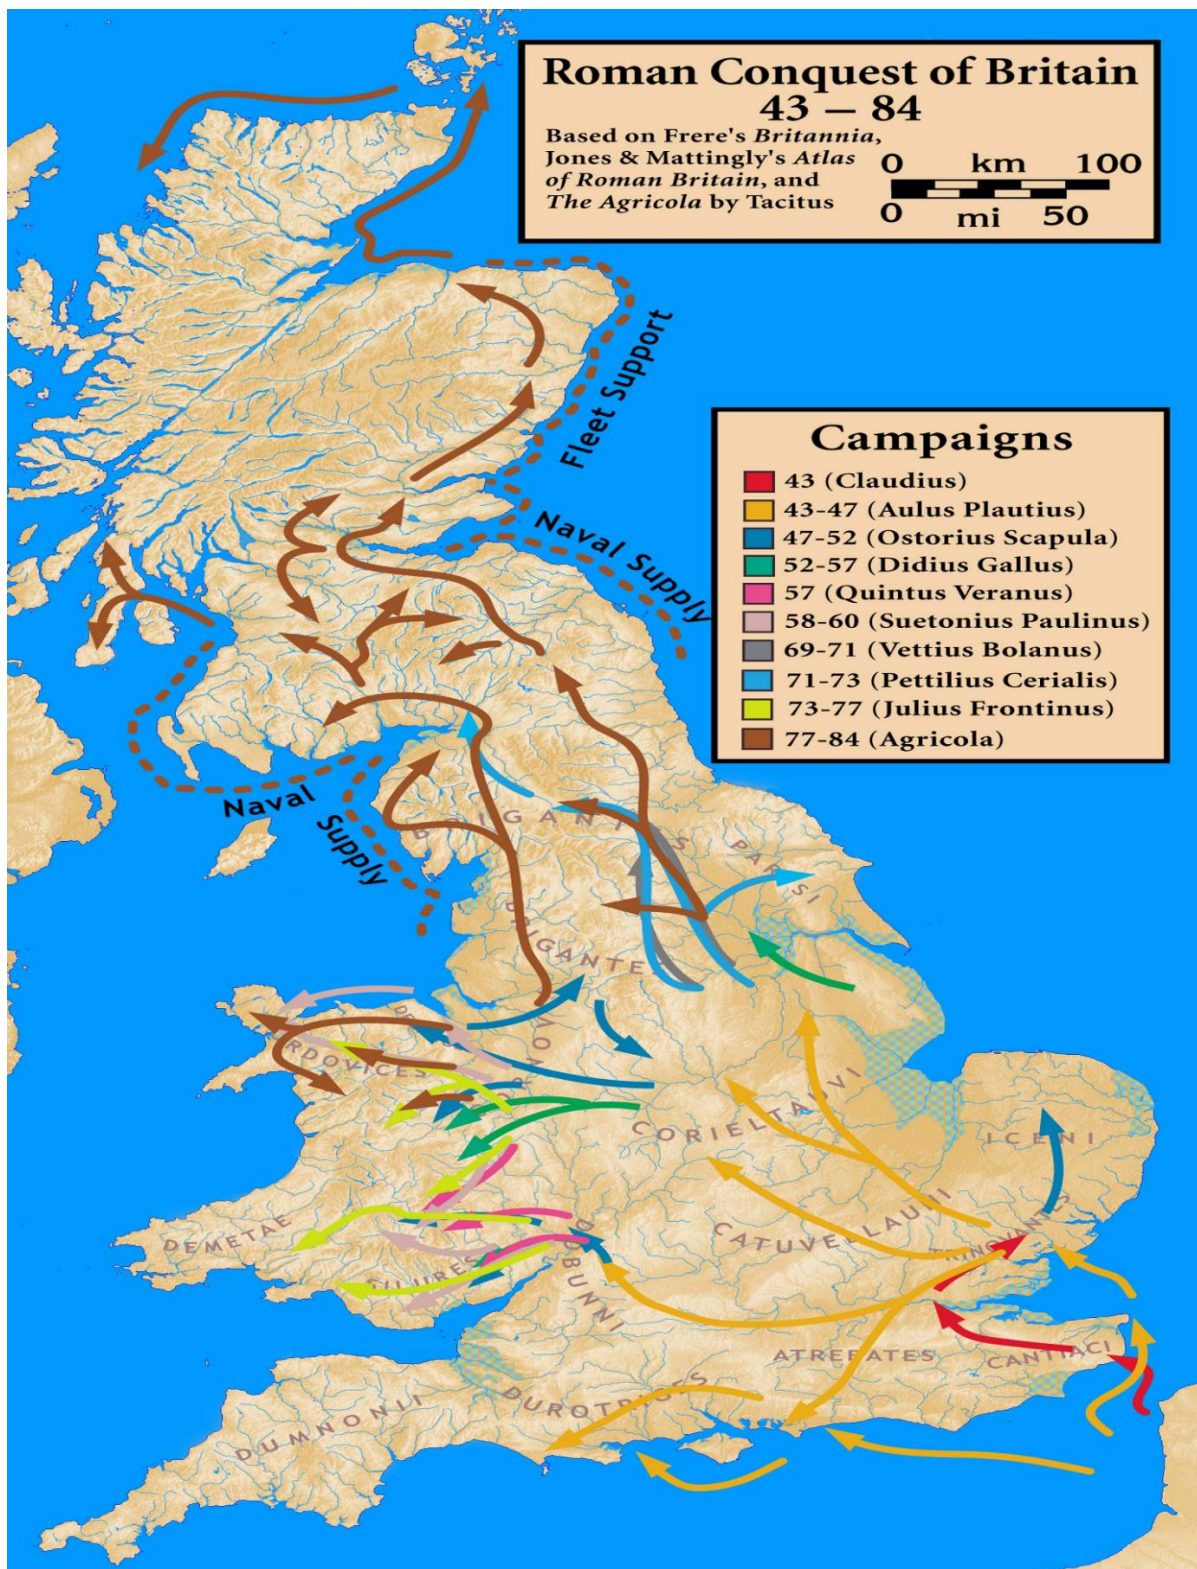 Roman Conquest of Britain
43 – 84
Based on Frere's Britannia,
Jones & Mattingly's Atlas
of Roman Britain, and
The Agricola by Tacitus
0 km 100
0 mi 50
Fleet Support
Naval Supply
Campaigns
43 (Claudius)
43-47 (Aulus Plautius)
47-52 (Ostorius Scapula)
52-57 (Didius Gallus)
57 (Quintus Veranus)
58-60 (Suetonius Paulinus)
69-71 (Vettius Bolanus)
71-73 (Pettilius Cerialis)
73-77 (Julius Frontinus)
77-84 (Agricola)
Naval
Supply
PARISI
CORIELTAUVI
ICENI
CATUVELLAUNI
DEMETAE
SILURES
DOBUNNI
ATREBATES
CANTIACI
DUROTRIGES
DUMNONII